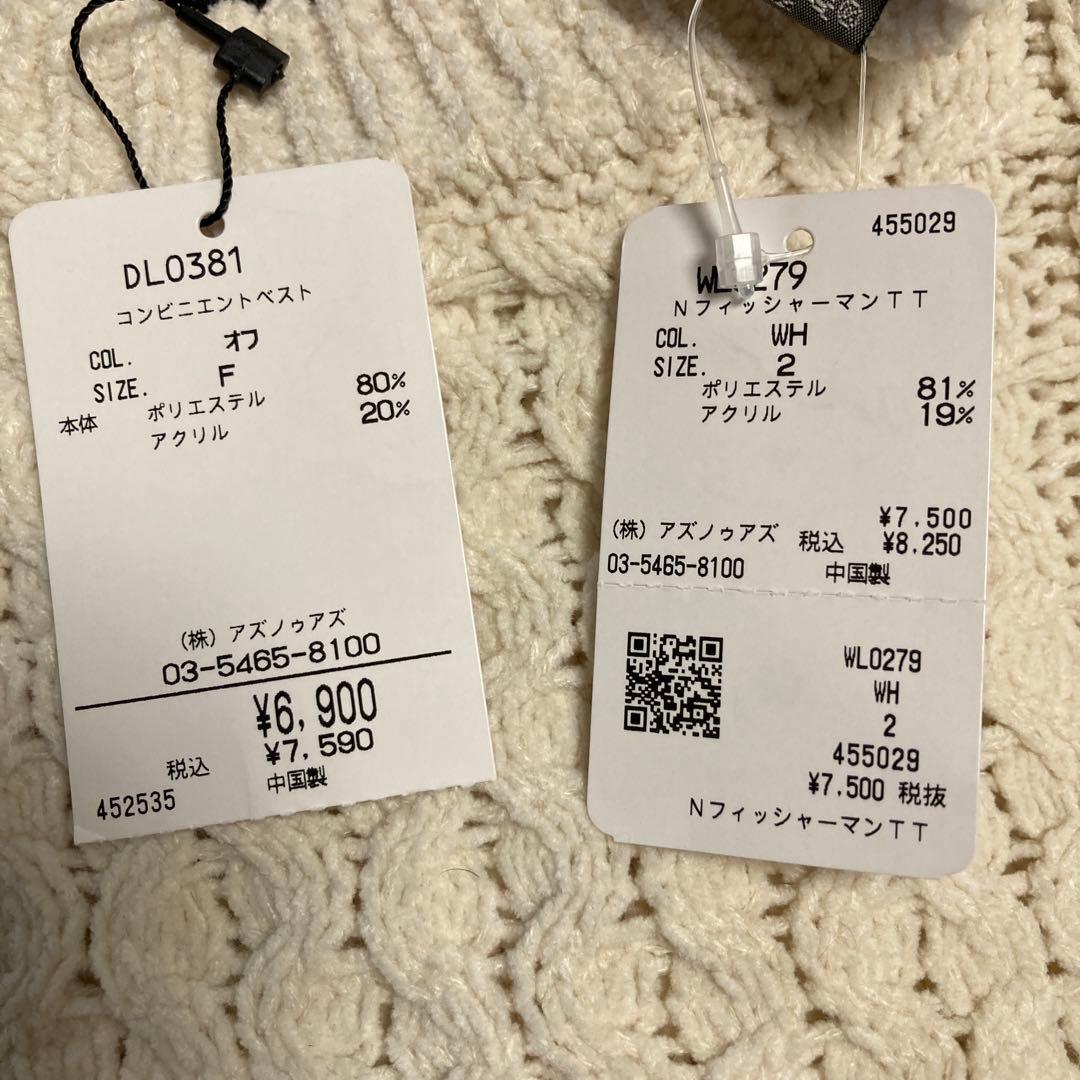 DL0381
コンビニエントベスト
COL. オフ
SIZE. F
本体 ポリエステル 80%
アクリル 20%
(株) アズノゥアズ
03-5465-8100
¥6,900
税込 ¥7,590
452535 中国製
455029
WL0279
NフィッシャーマンTT
COL. WH
SIZE. 2
ポリエステル 81%
アクリル 19%
¥7,500
(株) アズノゥアズ 税込 ¥8,250
03-5465-8100 中国製
WL0279
WH
2
455029
¥7,500 税抜
NフィッシャーマンTT